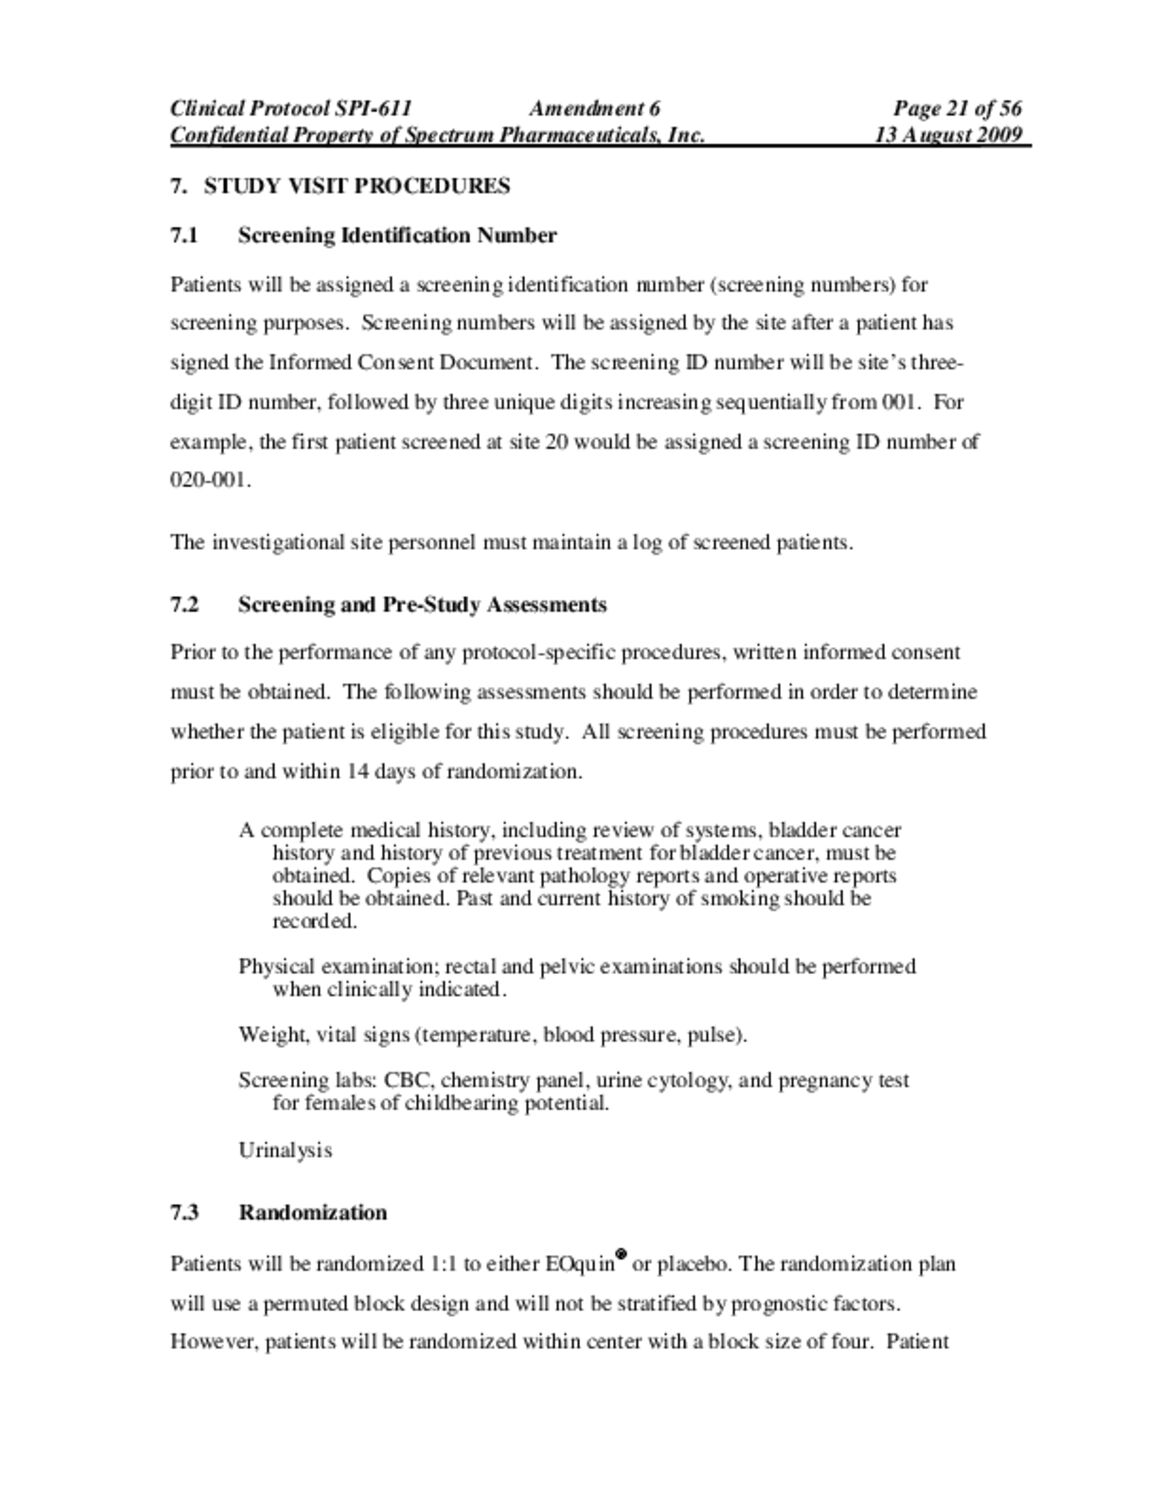 Clinical Protocol SPI-611 Amendment 6 Page 21 of 56
Confidential Property of Spectrum Pharmaceuticals, Inc. 13 August 2009
7. STUDY VISIT PROCEDURES
7.1 Screening Identification Number
Patients will be assigned a screening identification number (screening numbers) for
screening purposes. Screening numbers will be assigned by the site after a patient has
signed the Informed Consent Document. The screening ID number will be site's three-
digit ID number, followed by three unique digits increasing sequentially from 001. For
example, the first patient screened at site 20 would be assigned a screening ID number of
020-001.
The investigational site personnel must maintain a log of screened patients.
7.2 Screening and Pre-Study Assessments
Prior to the performance of any protocol-specific procedures, written informed consent
must be obtained. The following assessments should be performed in order to determine
whether the patient is eligible for this study. All screening procedures must be performed
prior to and within 14 days of randomization.
A complete medical history, including review of systems, bladder cancer
history and history of previous treatment for bladder cancer, must be
obtained. Copies of relevant pathology reports and operative reports
should be obtained. Past and current history of smoking should be
recorded.
Physical examination; rectal and pelvic examinations should be performed
when clinically indicated.
Weight, vital signs (temperature, blood pressure, pulse).
Screening labs: CBC, chemistry panel, urine cytology, and pregnancy test
for females of childbearing potential.
Urinalysis
7.3 Randomization
Patients will be randomized 1:1 to either EOquin® or placebo. The randomization plan
will use a permuted block design and will not be stratified by prognostic factors.
However, patients will be randomized within center with a block size of four. Patient